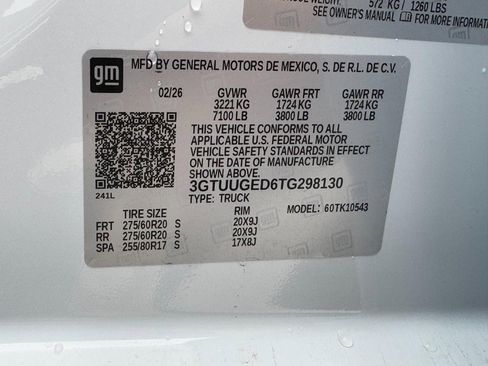 572 KG / 1260 LBS
SEE OWNER'S MANUAL FOR MORE INFORMATION
gm
MFD BY GENERAL MOTORS DE MEXICO, S. DE R.L. DE C.V.
02/26 GVWR GAWR FRT GAWR RR
3221 KG 1724 KG 1724 KG
7100 LB 3800 LB 3800 LB
THIS VEHICLE CONFORMS TO ALL
APPLICABLE U.S. FEDERAL MOTOR
VEHICLE SAFETY STANDARDS IN EFFECT
ON THE DATE OF MANUFACTURE SHOWN ABOVE.
3GTUUGED6TG298130
241L
TYPE: TRUCK
TIRE SIZE RIM MODEL: 60TK10543
FRT 275/60R20 S 20X9J
RR 275/60R20 S 20X9J
SPA 255/80R17 S 17X8J